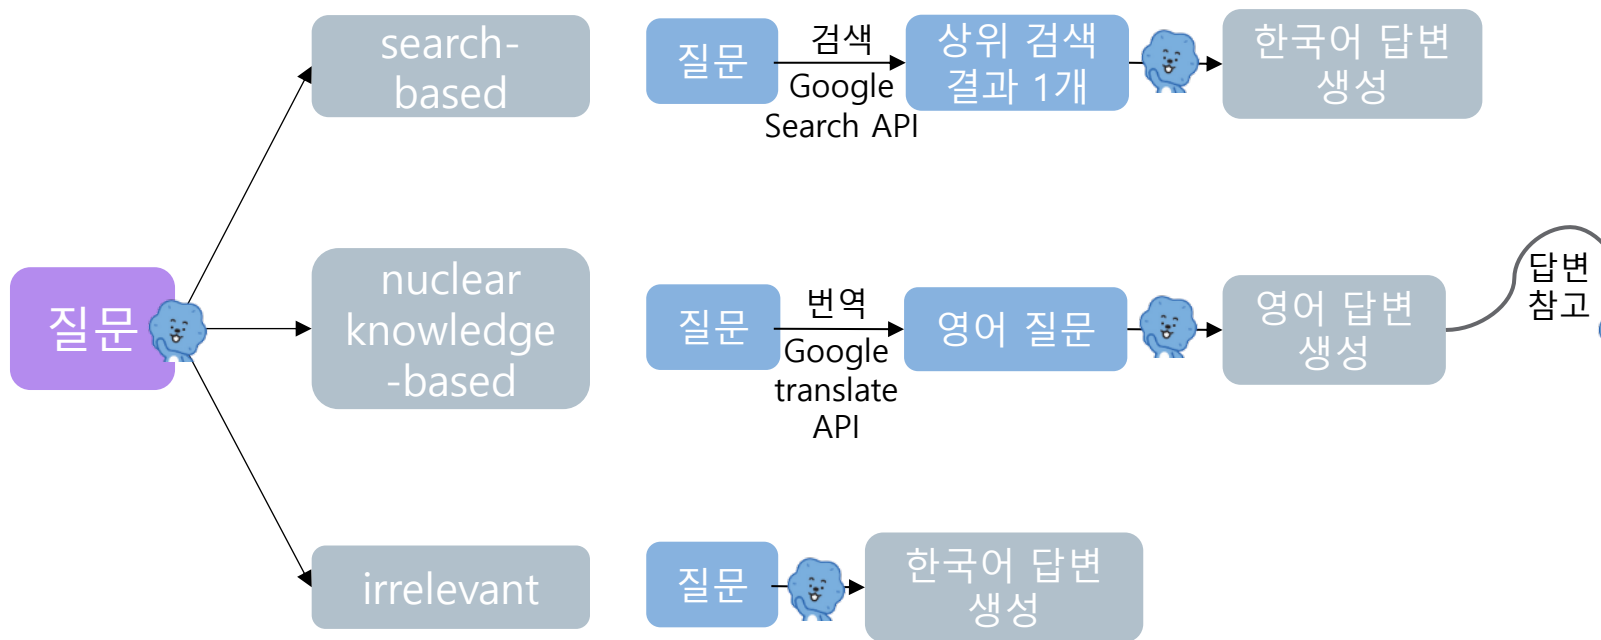 search-
based
질문
검색
Google
Search API
상위 검색
결과 1개
한국어 답변
생성
질문
nuclear
knowledge
-based
질문
번역
Google
translate
API
영어 질문
영어 답변
생성
답변
참고
irrelevant
질문
한국어 답변
생성